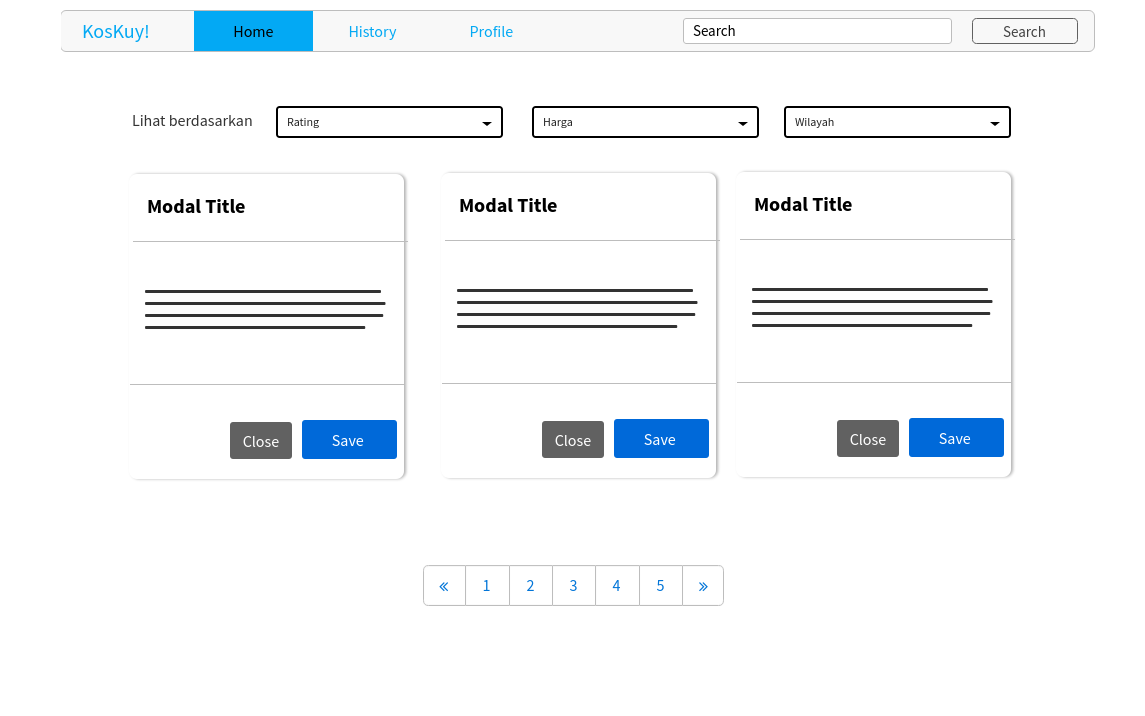 KosKuy! Home History Profile Search Search
Lihat berdasarkan Rating Harga Wilayah
Modal Title Modal Title Modal Title
Close Save Close Save Close Save
« 1 2 3 4 5 »